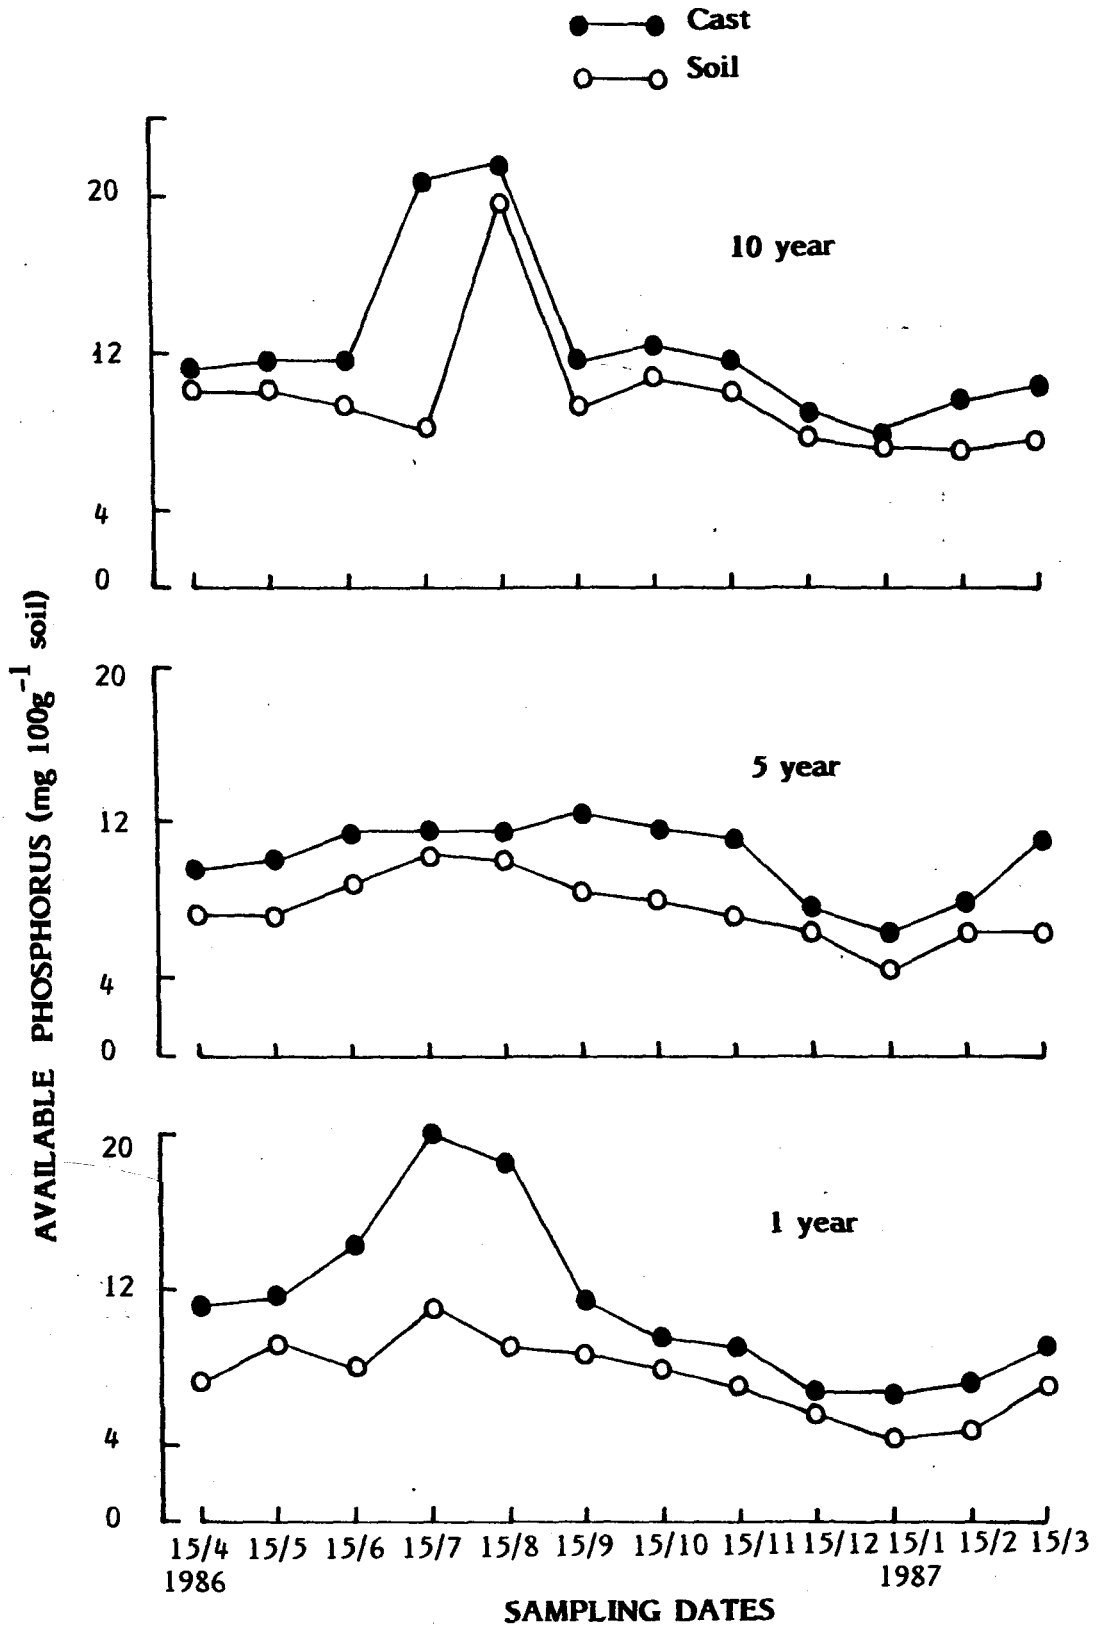 Cast
Soil
20
12
4
0
10 year
20
12
4
0
5 year
20
12
4
0
1 year
AVAILABLE PHOSPHORUS (mg 100g⁻¹ soil)
15/4 15/5 15/6 15/7 15/8 15/9 15/10 15/11 15/12 15/1 15/2 15/3
1986 1987
SAMPLING DATES